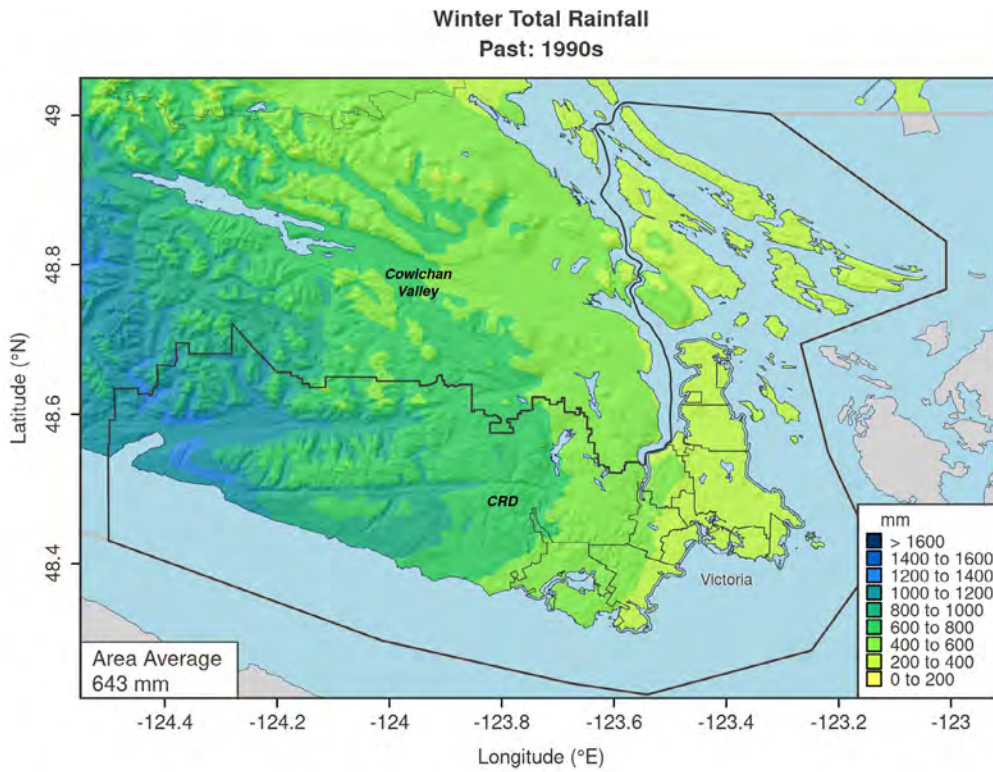 Winter Total Rainfall
Past: 1990s
49
48.8
48.6
48.4
Latitude (°N)
Cowichan
Valley
CRD
Victoria
mm
> 1600
1400 to 1600
1200 to 1400
1000 to 1200
800 to 1000
600 to 800
400 to 600
200 to 400
0 to 200
Area Average
643 mm
-124.4
-124.2
-124
-123.8
-123.6
-123.4
-123.2
-123
Longitude (°E)